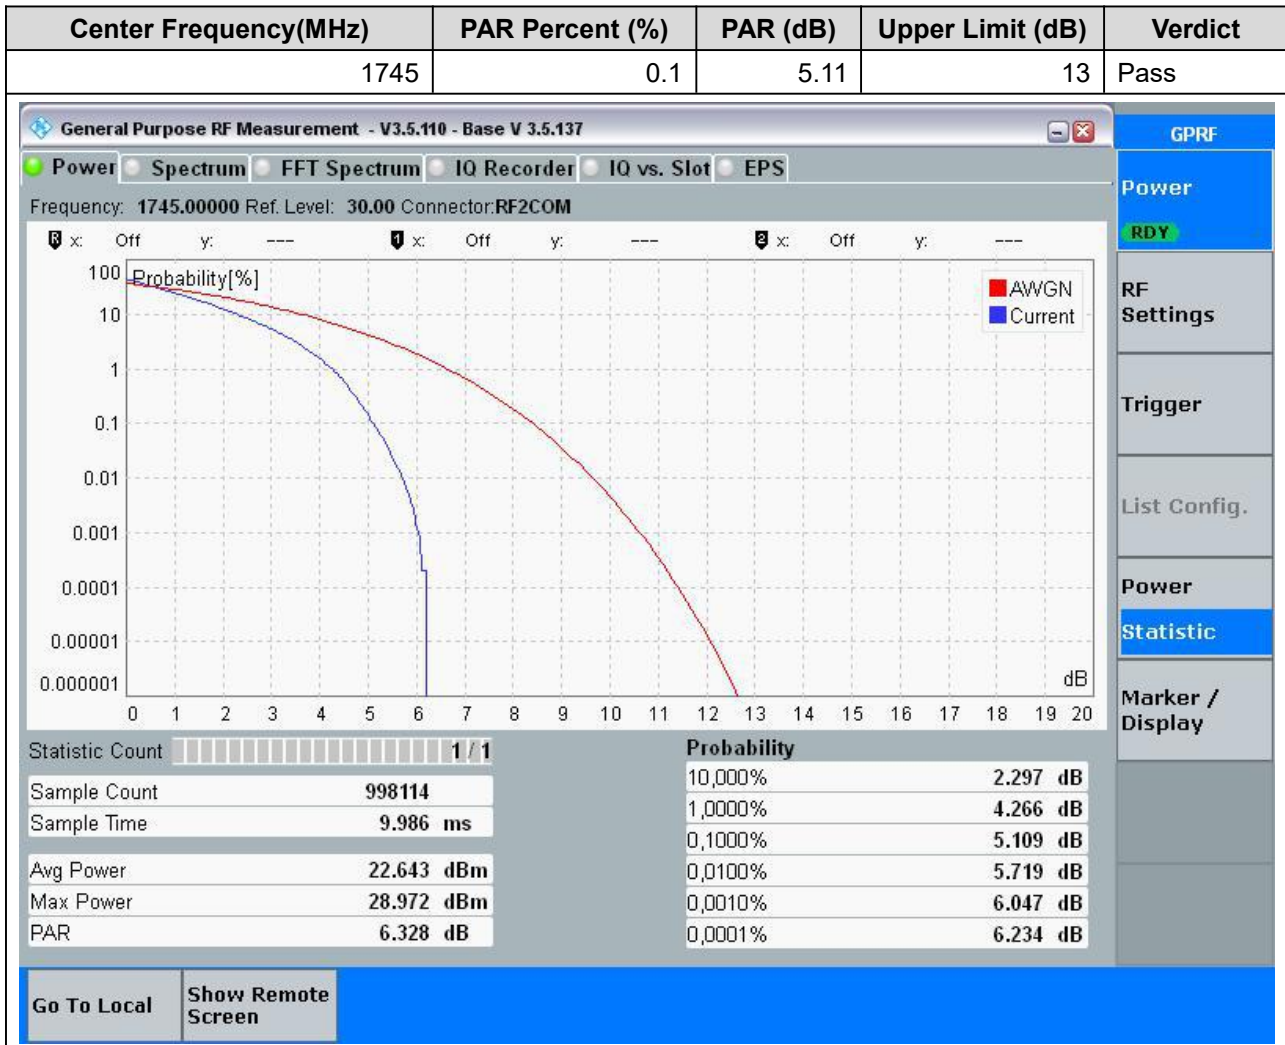 Center Frequency(MHz) PAR Percent (%) PAR (dB) Upper Limit (dB) Verdict
1745 0.1 5.11 13 Pass
General Purpose RF Measurement - V3.5.110 - Base V 3.5.137
GPRF
Power Spectrum FFT Spectrum IQ Recorder IQ vs. Slot EPS
Frequency: 1745.00000 Ref. Level: 30.00 Connector:RF2COM
R x: Off y: --- 1 x: Off y: --- 2 x: Off y: ---
Probability[%]
100
10
1
0.1
0.01
0.001
0.0001
0.00001
0.000001
AWGN
Current
dB
0 1 2 3 4 5 6 7 8 9 10 11 12 13 14 15 16 17 18 19 20
Statistic Count 1 / 1
Sample Count 998114
Sample Time 9.986 ms
Avg Power 22.643 dBm
Max Power 28.972 dBm
PAR 6.328 dB
Probability
10,000% 2.297 dB
1,0000% 4.266 dB
0,1000% 5.109 dB
0,0100% 5.719 dB
0,0010% 6.047 dB
0,0001% 6.234 dB
Power
RDY
RF
Settings
Trigger
List Config.
Power
Statistic
Marker /
Display
Go To Local
Show Remote
Screen